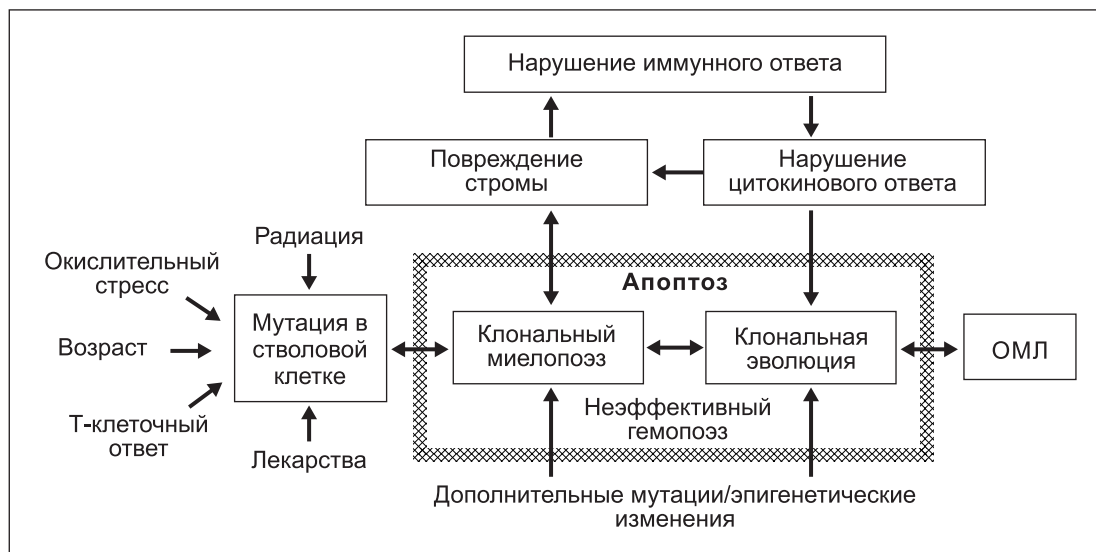 Нарушение иммунного ответа
Повреждение
стромы
Нарушение
цитокинового ответа
Радиация
Окислительный
стресс
Возраст
Т-клеточный
ответ
Лекарства
Мутация в
стволовой
клетке
Апоптоз
Клональный
миелопоэз
Клональная
эволюция
Неэффективный
гемопоэз
ОМЛ
Дополнительные мутации/эпигенетические
изменения